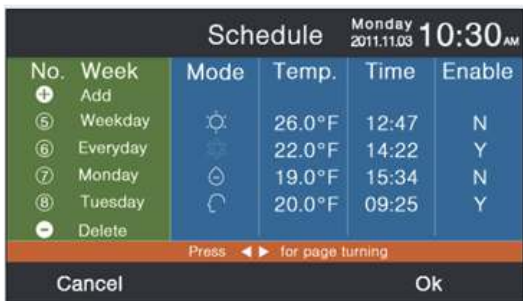 Schedule Monday 2011.11.03 10:30 AM
No. Week Mode Temp. Time Enable
+ Add
⑤ Weekday 26.0°F 12:47 N
⑥ Everyday 22.0°F 14:22 Y
⑦ Monday 19.0°F 15:34 N
⑧ Tuesday 20.0°F 09:25 Y
- Delete
Press ◀ ▶ for page turning
Cancel Ok